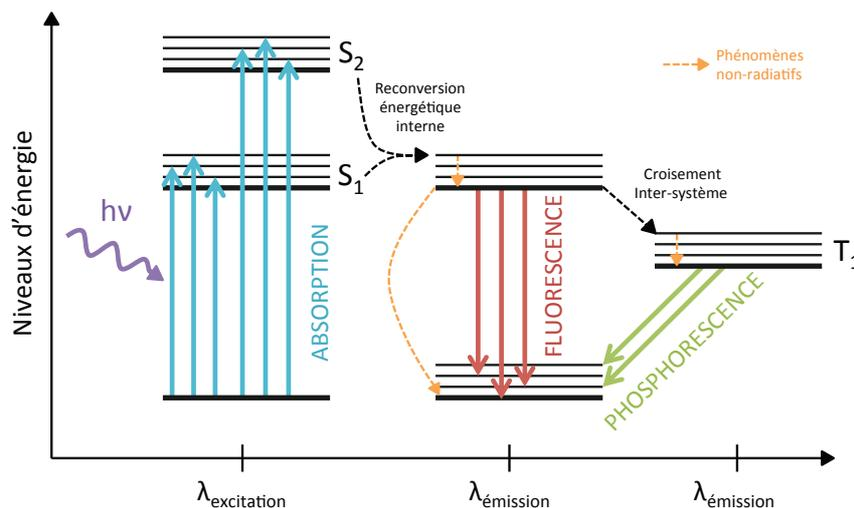 S2
Phénomènes
non-radiatifs
Reconversion
énergétique
interne
Niveaux d'énergie
S1
Croisement
Inter-système
hν
ABSORPTION
FLUORESCENCE
T1
PHOSPHORESCENCE
λexcitation
λémission
λémission